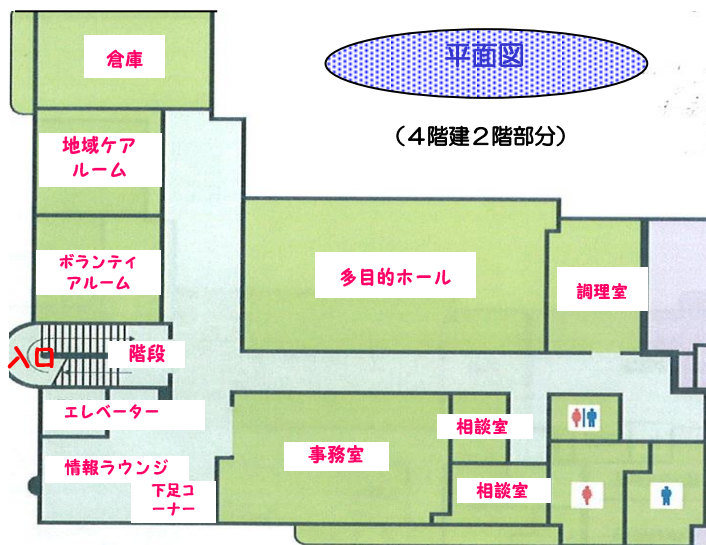 平面図
（４階建２階部分）
倉庫
地域ケア
ルーム
ボランティ
アルーム
多目的ホール
調理室
入口
階段
エレベーター
相談室
事務室
情報ラウンジ
下足コ
ーナー
相談室